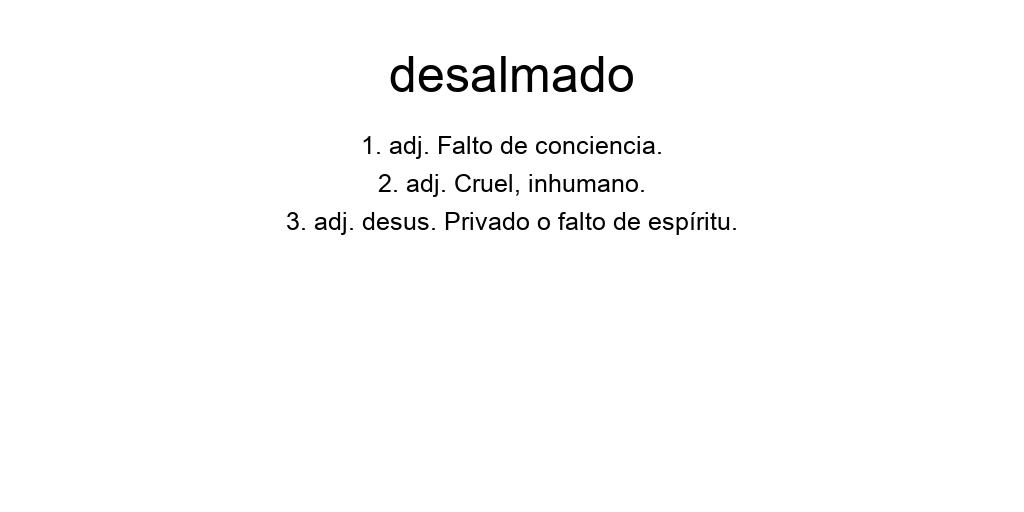 desalmado
1. adj. Falto de conciencia.
2. adj. Cruel, inhumano.
3. adj. desus. Privado o falto de espíritu.